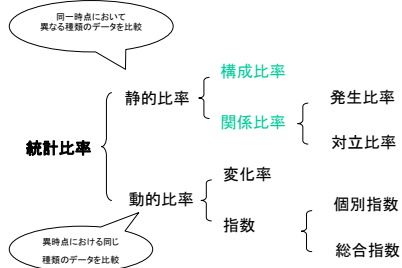 同一時点において
異なる種類のデータを比較
構成比率
静的比率
発生比率
関係比率
対立比率
統計比率
変化率
動的比率
個別指数
指数
異時点における同じ
種類のデータを比較
総合指数